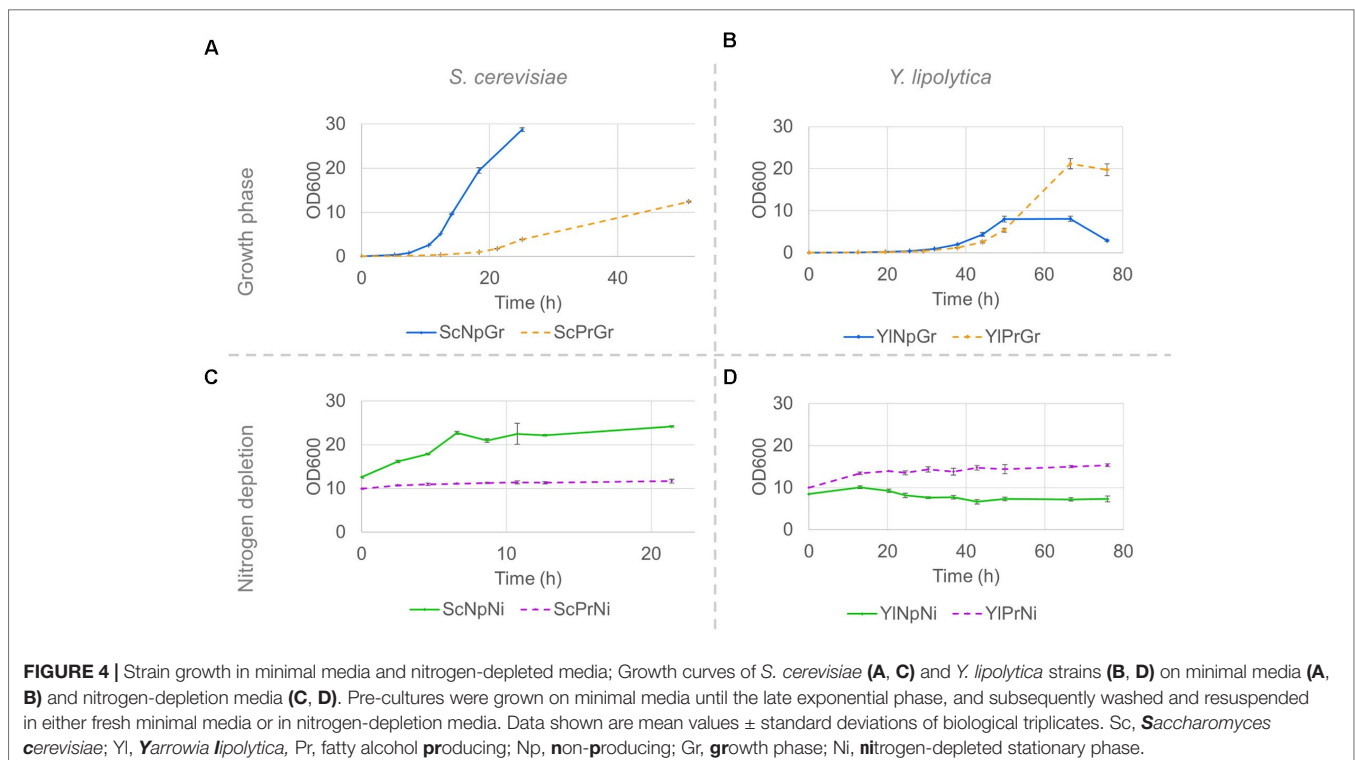 A
B
S. cerevisiae
Y. lipolytica
Growth phase
OD600
30
20
10
0
0
20
40
Time (h)
ScNpGr
ScPrGr
OD600
30
20
10
0
0
20
40
60
80
Time (h)
YlNpGr
YlPrGr
C
D
Nitrogen depletion
OD600
30
20
10
0
0
10
20
Time (h)
ScNpNi
ScPrNi
OD600
30
20
10
0
0
20
40
60
80
Time (h)
YlNpNi
YlPrNi
FIGURE 4 | Strain growth in minimal media and nitrogen-depleted media; Growth curves of S. cerevisiae (A, C) and Y. lipolytica strains (B, D) on minimal media (A,
B) and nitrogen-depletion media (C, D). Pre-cultures were grown on minimal media until the late exponential phase, and subsequently washed and resuspended
in either fresh minimal media or in nitrogen-depletion media. Data shown are mean values ± standard deviations of biological triplicates. Sc, Saccharomyces
cerevisiae; Yl, Yarrowia lipolytica, Pr, fatty alcohol producing; Np, non-producing; Gr, growth phase; Ni, nitrogen-depleted stationary phase.